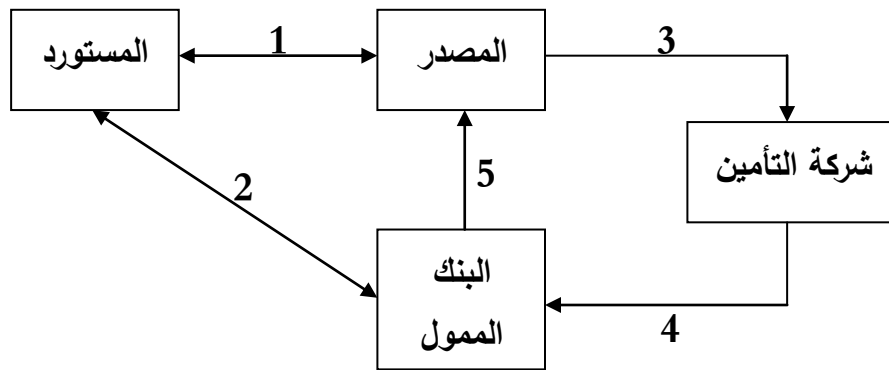 المستورد
1
المصدر
3
شركة التأمين
2
5
البنك
الممول
4